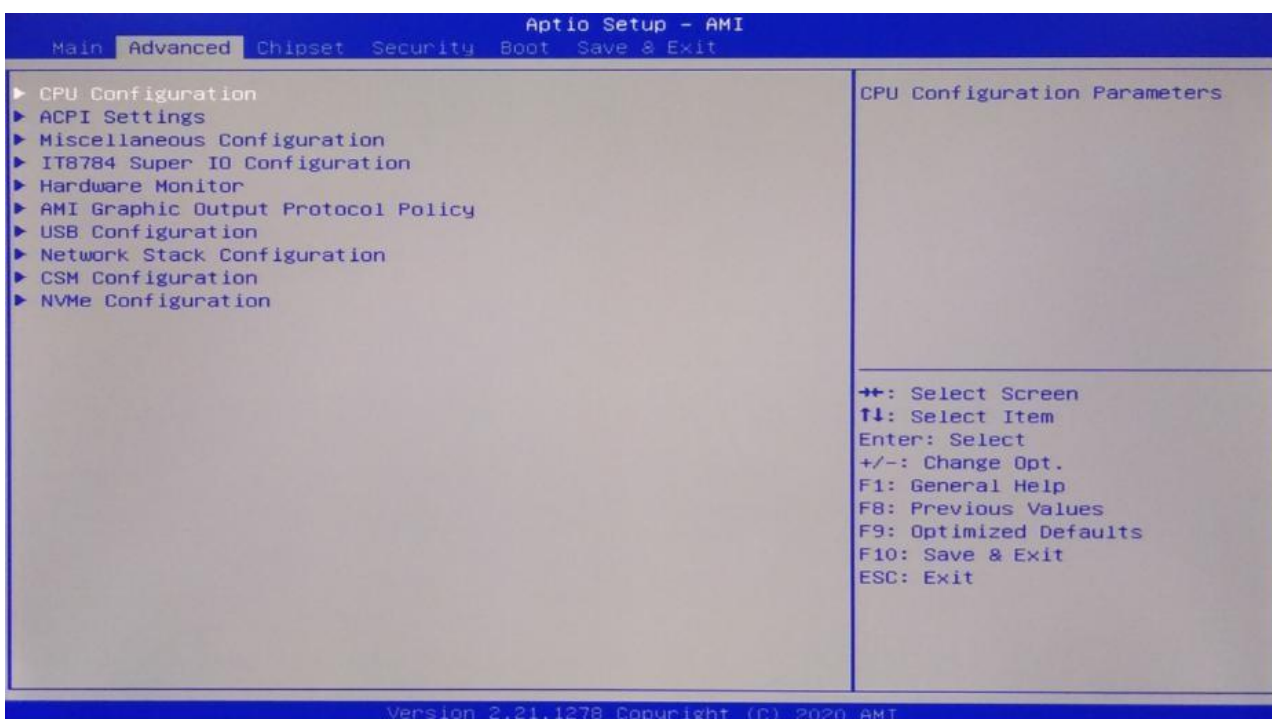 Aptio Setup – AMI
Main Advanced Chipset Security Boot Save & Exit
▶ CPU Configuration
▶ ACPI Settings
▶ Miscellaneous Configuration
▶ IT8784 Super IO Configuration
▶ Hardware Monitor
▶ AMI Graphic Output Protocol Policy
▶ USB Configuration
▶ Network Stack Configuration
▶ CSM Configuration
▶ NVMe Configuration
CPU Configuration Parameters
→←: Select Screen
↑↓: Select Item
Enter: Select
+/-: Change Opt.
F1: General Help
F8: Previous Values
F9: Optimized Defaults
F10: Save & Exit
ESC: Exit
Version 2.21.1278 Copyright (C) 2020 AMI